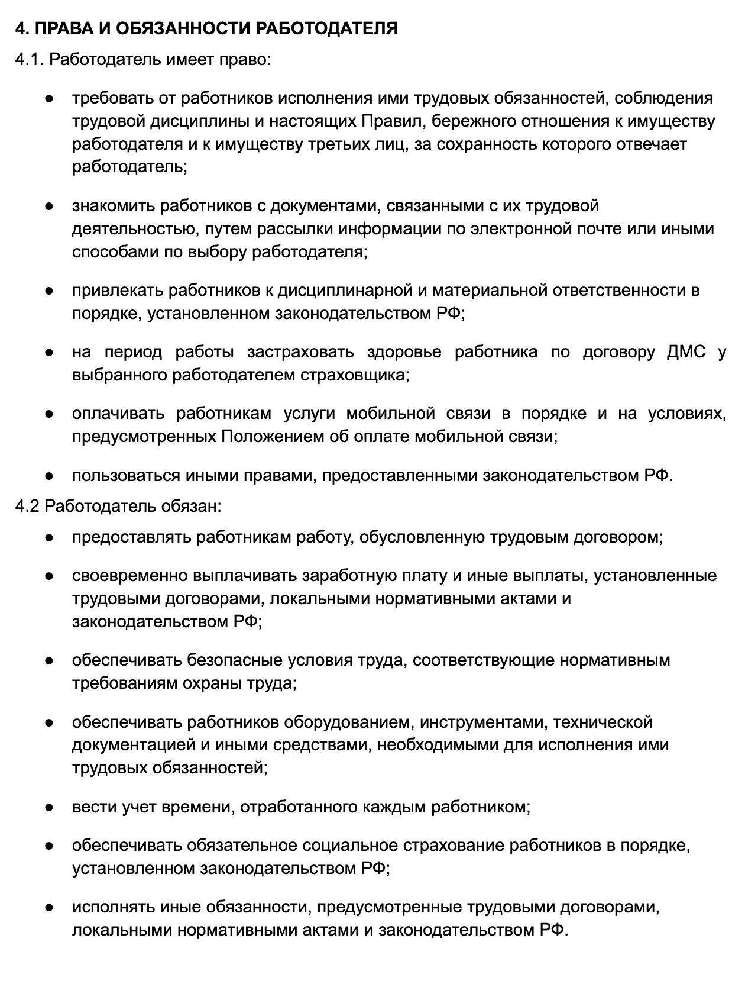 4. ПРАВА И ОБЯЗАННОСТИ РАБОТОДАТЕЛЯ
4.1. Работодатель имеет право:
● требовать от работников исполнения ими трудовых обязанностей, соблюдения
трудовой дисциплины и настоящих Правил, бережного отношения к имуществу
работодателя и к имуществу третьих лиц, за сохранность которого отвечает
работодатель;
● знакомить работников с документами, связанными с их трудовой
деятельностью, путем рассылки информации по электронной почте или иными
способами по выбору работодателя;
● привлекать работников к дисциплинарной и материальной ответственности в
порядке, установленном законодательством РФ;
● на период работы застраховать здоровье работника по договору ДМС у
выбранного работодателем страховщика;
● оплачивать работникам услуги мобильной связи в порядке и на условиях,
предусмотренных Положением об оплате мобильной связи;
● пользоваться иными правами, предоставленными законодательством РФ.
4.2 Работодатель обязан:
● предоставлять работникам работу, обусловленную трудовым договором;
● своевременно выплачивать заработную плату и иные выплаты, установленные
трудовыми договорами, локальными нормативными актами и
законодательством РФ;
● обеспечивать безопасные условия труда, соответствующие нормативным
требованиям охраны труда;
● обеспечивать работников оборудованием, инструментами, технической
документацией и иными средствами, необходимыми для исполнения ими
трудовых обязанностей;
● вести учет времени, отработанного каждым работником;
● обеспечивать обязательное социальное страхование работников в порядке,
установленном законодательством РФ;
● исполнять иные обязанности, предусмотренные трудовыми договорами,
локальными нормативными актами и законодательством РФ.